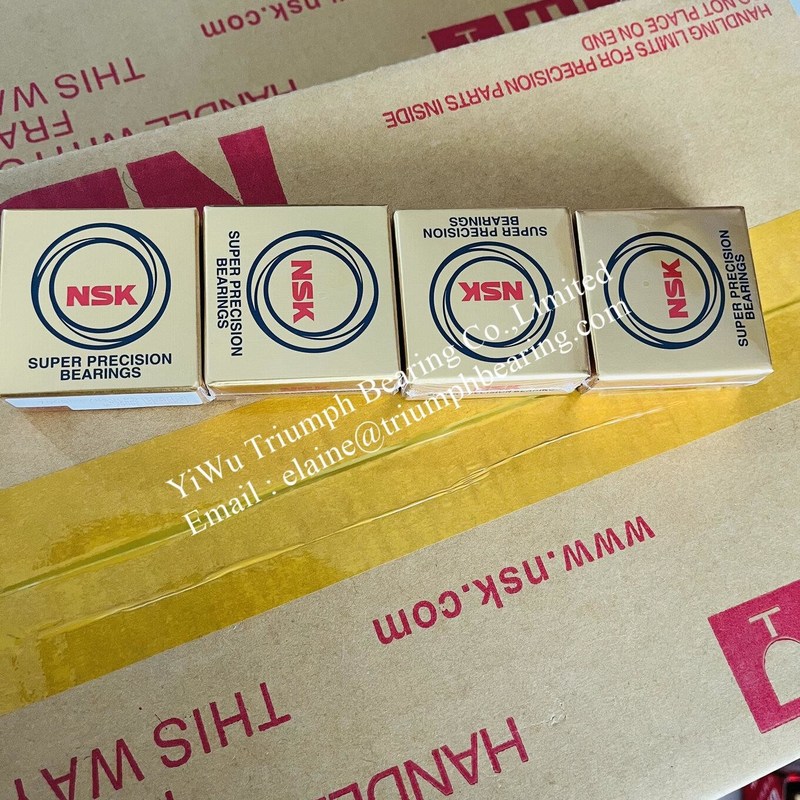 www.nsk.com
THIS WAY
HANDLE WITH
FRA
HANDLING LIMITS FOR PRECISION PARTS INSIDE
DO NOT PLACE ON END
NSK
SUPER PRECISION
BEARINGS
NSK
SUPER PRECISION
BEARINGS
NSK
SUPER PRECISION
BEARINGS
NSK
SUPER PRECISION
BEARINGS
YiWu Triumph Bearing Co.,Limited
Email : elaine@triumphbearing.com
www.nsk.com
T
THIS WAY
HANDLE